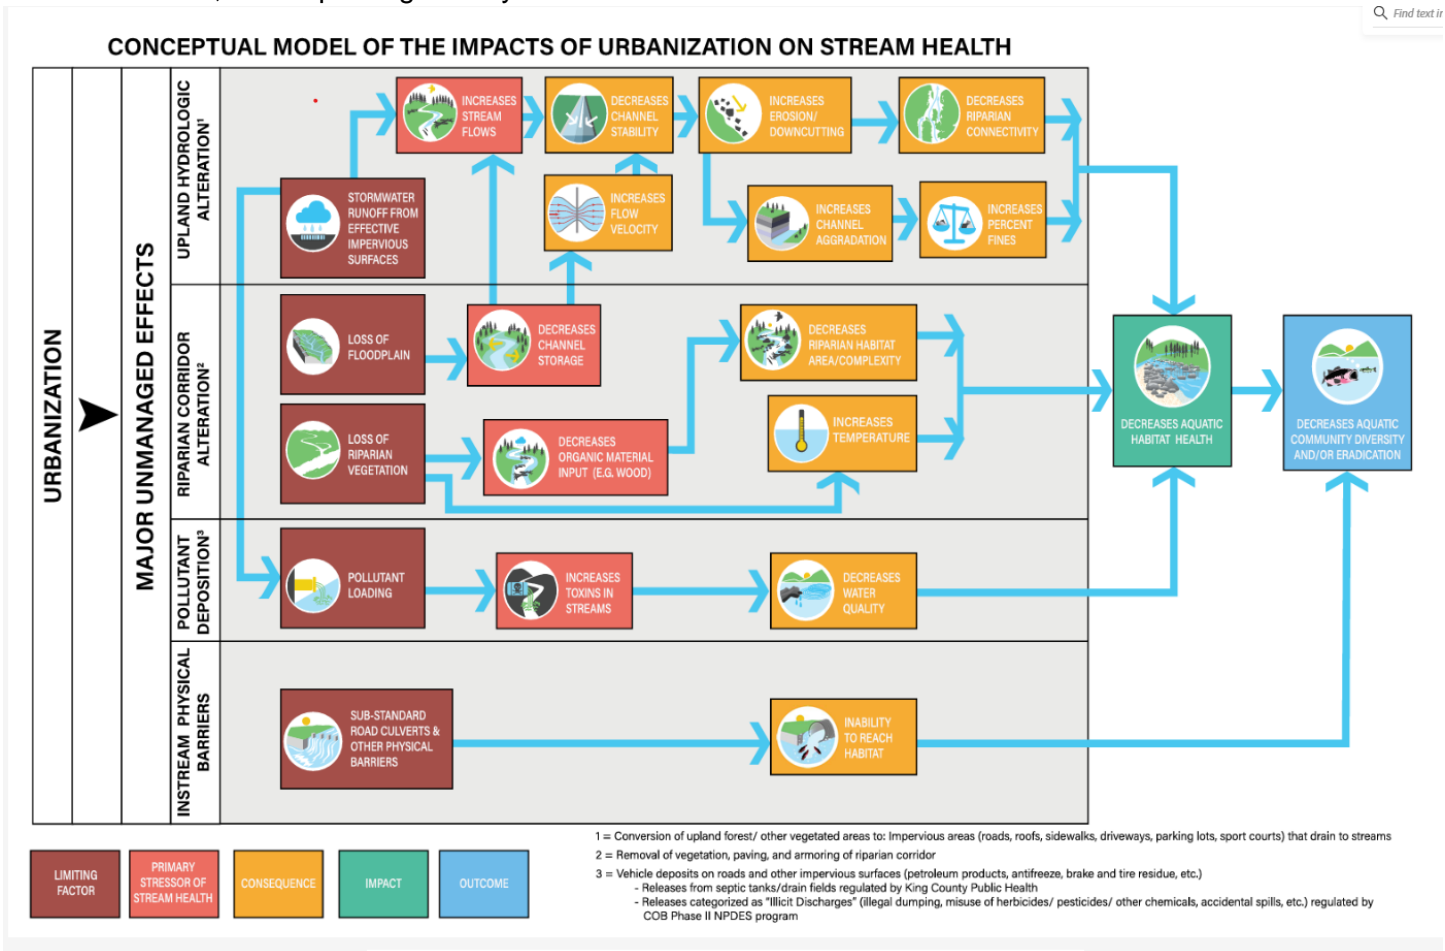 Find text in
CONCEPTUAL MODEL OF THE IMPACTS OF URBANIZATION ON STREAM HEALTH
URBANIZATION
MAJOR UNMANAGED EFFECTS
UPLAND HYDROLOGIC
ALTERATION¹
INCREASES
STREAM
FLOWS
DECREASES
CHANNEL
STABILITY
INCREASES
EROSION/
DOWNCUTTING
DECREASES
RIPARIAN
CONNECTIVITY
STORMWATER
RUNOFF FROM
EFFECTIVE
IMPERVIOUS
SURFACES
INCREASES
FLOW
VELOCITY
INCREASES
CHANNEL
AGGRADATION
INCREASES
PERCENT
FINES
RIPARIAN CORRIDOR
ALTERATION²
LOSS OF
FLOODPLAIN
DECREASES
CHANNEL
STORAGE
DECREASES
RIPARIAN HABITAT
AREA/COMPLEXITY
LOSS OF
RIPARIAN
VEGETATION
DECREASES
ORGANIC MATERIAL
INPUT (E.G. WOOD)
INCREASES
TEMPERATURE
DECREASES AQUATIC
HABITAT HEALTH
DECREASES AQUATIC
COMMUNITY DIVERSITY
AND/OR ERADICATION
POLLUTANT
DEPOSITION³
POLLUTANT
LOADING
INCREASES
TOXINS IN
STREAMS
DECREASES
WATER
QUALITY
INSTREAM PHYSICAL
BARRIERS
SUB-STANDARD
ROAD CULVERTS &
OTHER PHYSICAL
BARRIERS
INABILITY
TO REACH
HABITAT
LIMITING
FACTOR
PRIMARY
STRESSOR OF
STREAM HEALTH
CONSEQUENCE
IMPACT
OUTCOME
1 = Conversion of upland forest/ other vegetated areas to: Impervious areas (roads, roofs, sidewalks, driveways, parking lots, sport courts) that drain to streams
2 = Removal of vegetation, paving, and armoring of riparian corridor
3 = Vehicle deposits on roads and other impervious surfaces (petroleum products, antifreeze, brake and tire residue, etc.)
- Releases from septic tanks/drain fields regulated by King County Public Health
- Releases categorized as "Illicit Discharges" (illegal dumping, misuse of herbicides/ pesticides/ other chemicals, accidental spills, etc.) regulated by
COB Phase II NPDES program